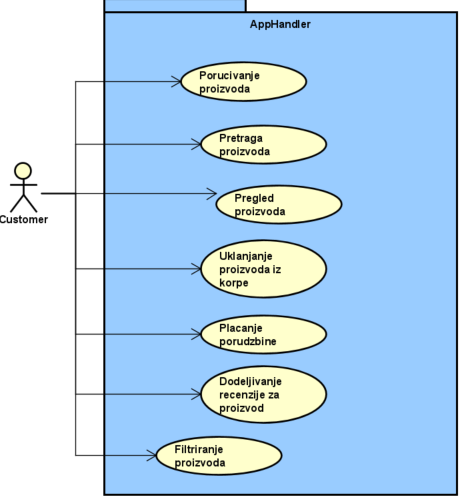 AppHandler
Porucivanje
proizvoda
Pretraga
proizvoda
Pregled
proizvoda
Customer
Uklanjanje
proizvoda iz
korpe
Placanje
porudzbine
Dodeljivanje
recenzije za
proizvod
Filtriranje
proizvoda